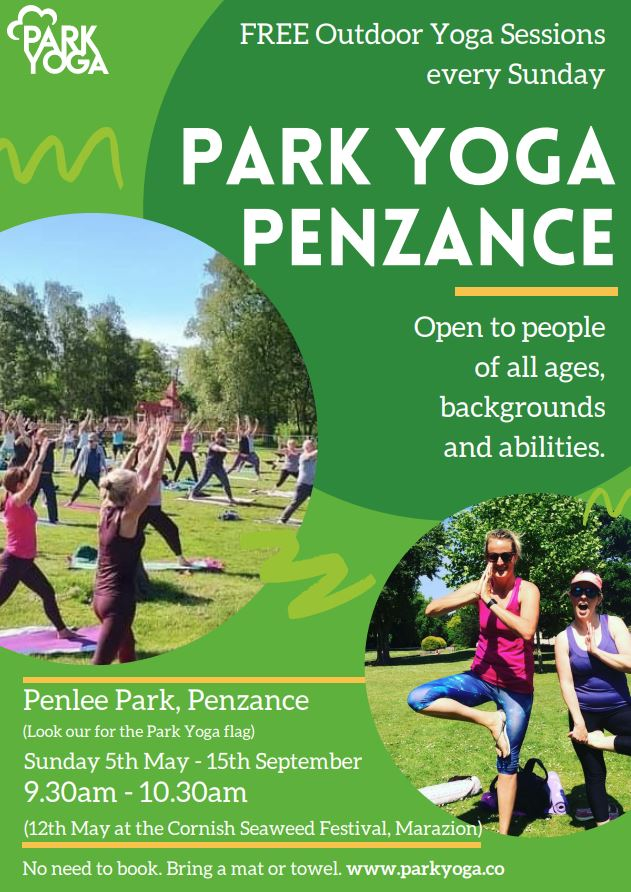 PARK
YOGA
FREE Outdoor Yoga Sessions
every Sunday
PARK YOGA
PENZANCE
Open to people
of all ages,
backgrounds
and abilities.
Penlee Park, Penzance
(Look our for the Park Yoga flag)
Sunday 5th May - 15th September
9.30am - 10.30am
(12th May at the Cornish Seaweed Festival, Marazion)
No need to book. Bring a mat or towel. www.parkyoga.co